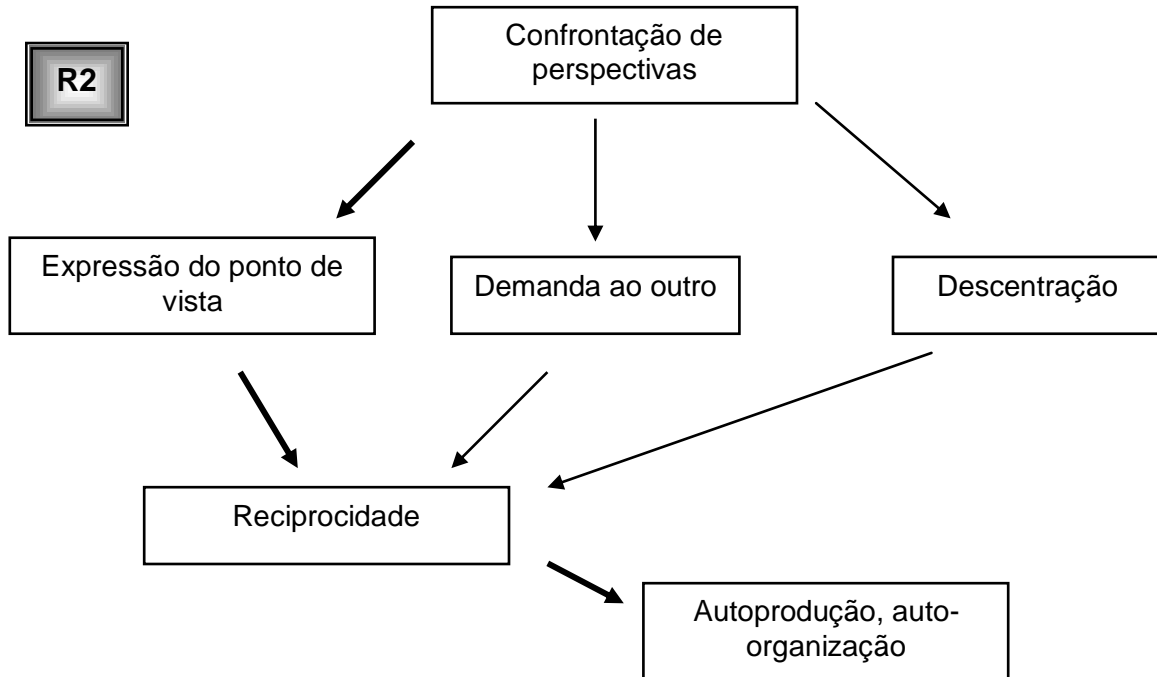 R2
Confrontação de
perspectivas
Expressão do ponto de
vista
Demanda ao outro
Descentração
Reciprocidade
Autoprodução, auto-
organização